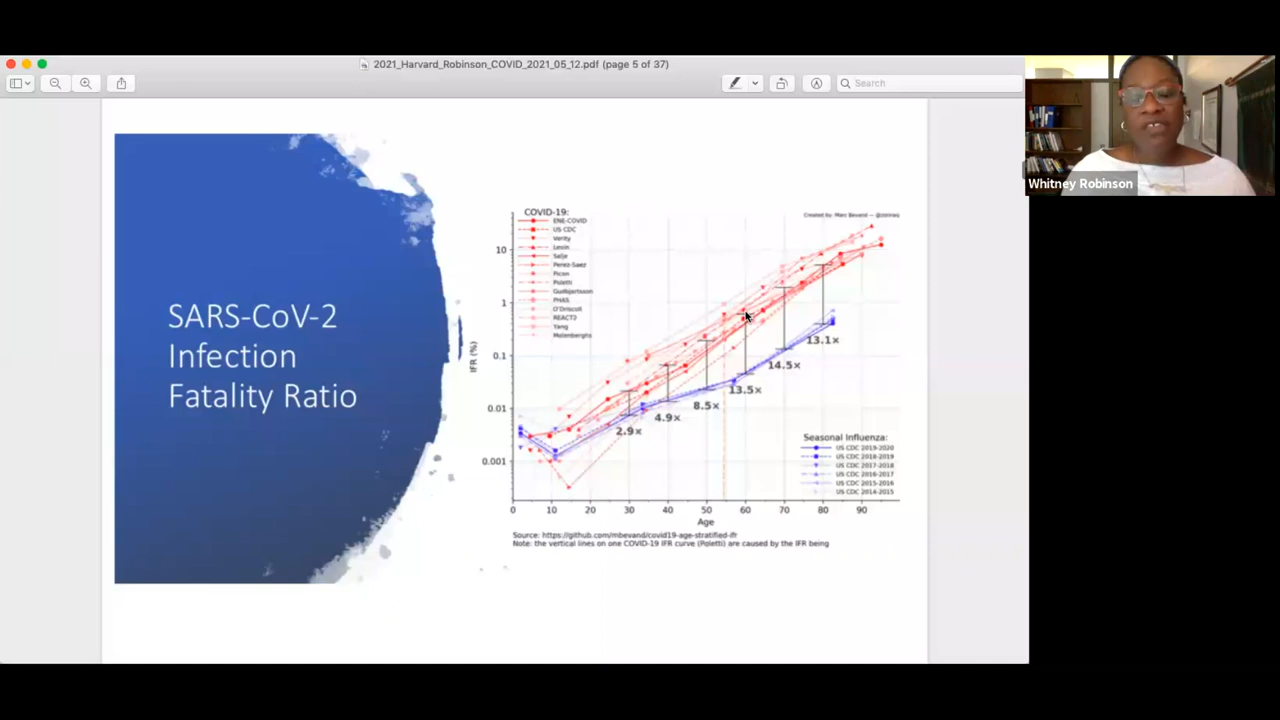 2021_Harvard_Robinson_COVID_2021_05_12.pdf (page 5 of 37)
Search
Whitney Robinson
SARS-CoV-2
Infection
Fatality Ratio
COVID-19:
ENE-COVID
US CDC
Verity
Levin
Salje
Perez-Saez
Picon
Poletti
Gudbjartsson
PHAS
O'Driscoll
REACT2
Yang
Molenberghs
Created by: Marc Bevand —
IFR (%)
10
1
0.1
0.01
0.001
2.9×
4.9×
8.5×
13.5×
14.5×
13.1×
Seasonal Influenza:
US CDC 2019-2020
US CDC 2018-2019
US CDC 2017-2018
US CDC 2016-2017
US CDC 2015-2016
US CDC 2014-2015
0 10 20 30 40 50 60 70 80 90
Age
Source: https://github.com/mbevand/covid19-age-stratified-ifr
Note: the vertical lines on one COVID-19 IFR curve (Poletti) are caused by the IFR being